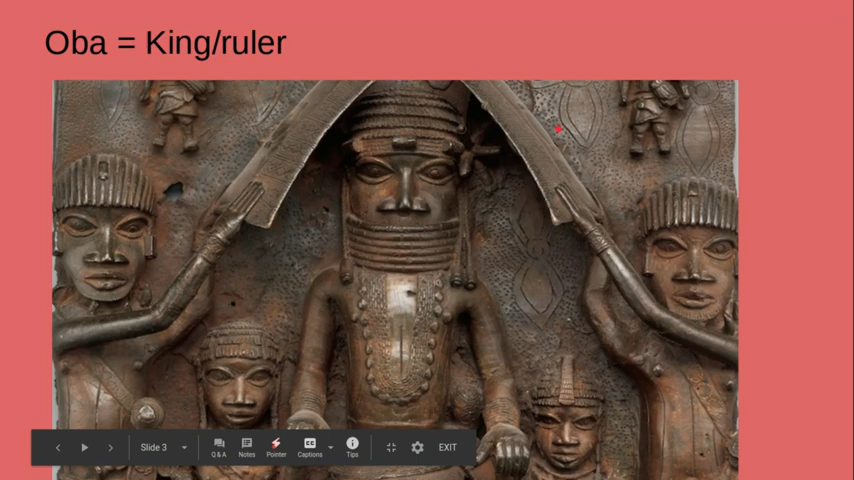 Oba = King/ruler
Slide 3
Q & A
Notes
Pointer
Captions
Tips
EXIT